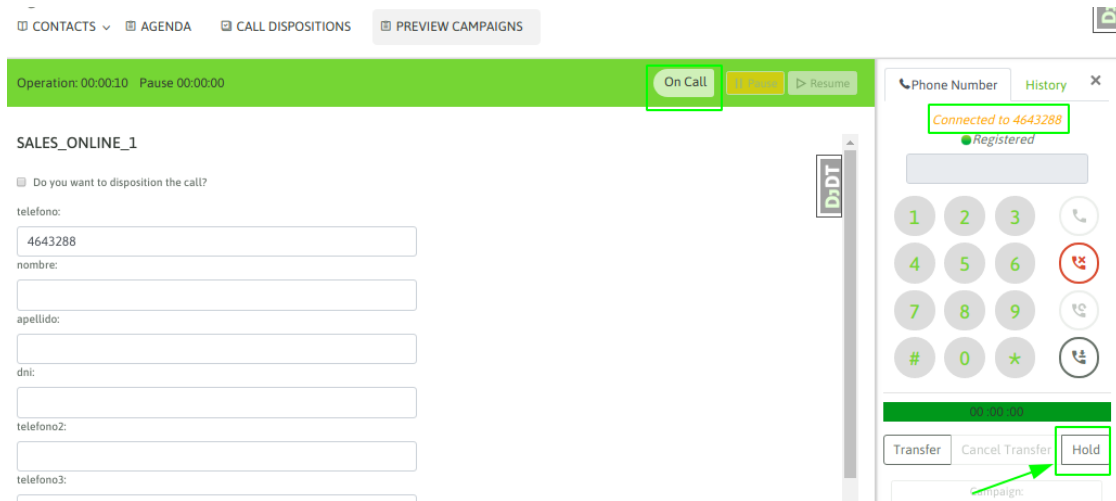 CONTACTS AGENDA CALL DISPOSITIONS PREVIEW CAMPAIGNS
Operation: 00:00:10 Pause 00:00:00 On Call Pause Resume
SALES_ONLINE_1
Do you want to disposition the call?
telefono:
4643288
nombre:
apellido:
dni:
telefono2:
telefono3:
DjDT
Phone Number History ×
Connected to 4643288
Registered
1 2 3
4 5 6
7 8 9
# 0 *
00:00:00
Transfer Cancel Transfer Hold
Campaign: